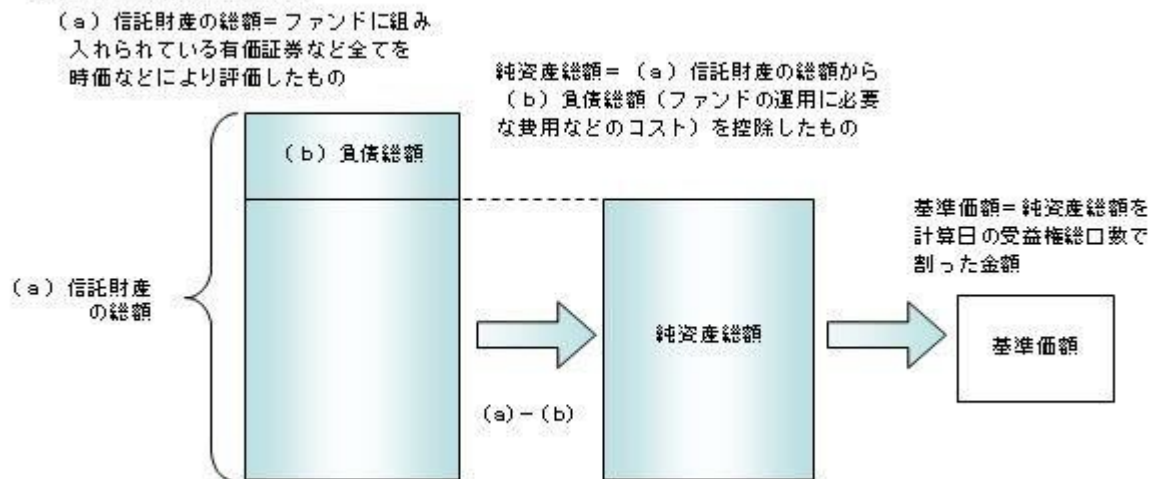 （a）信託財産の総額＝ファンドに組み
入れられている有価証券など全てを
時価などにより評価したもの
純資産総額＝（a）信託財産の総額から
（b）負債総額（ファンドの運用に必要
な費用などのコスト）を控除したもの
（b）負債総額
基準価額＝純資産総額を
計算日の受益権総口数で
割った金額
（a）信託財産
の総額
純資産総額
基準価額
（a）－（b）